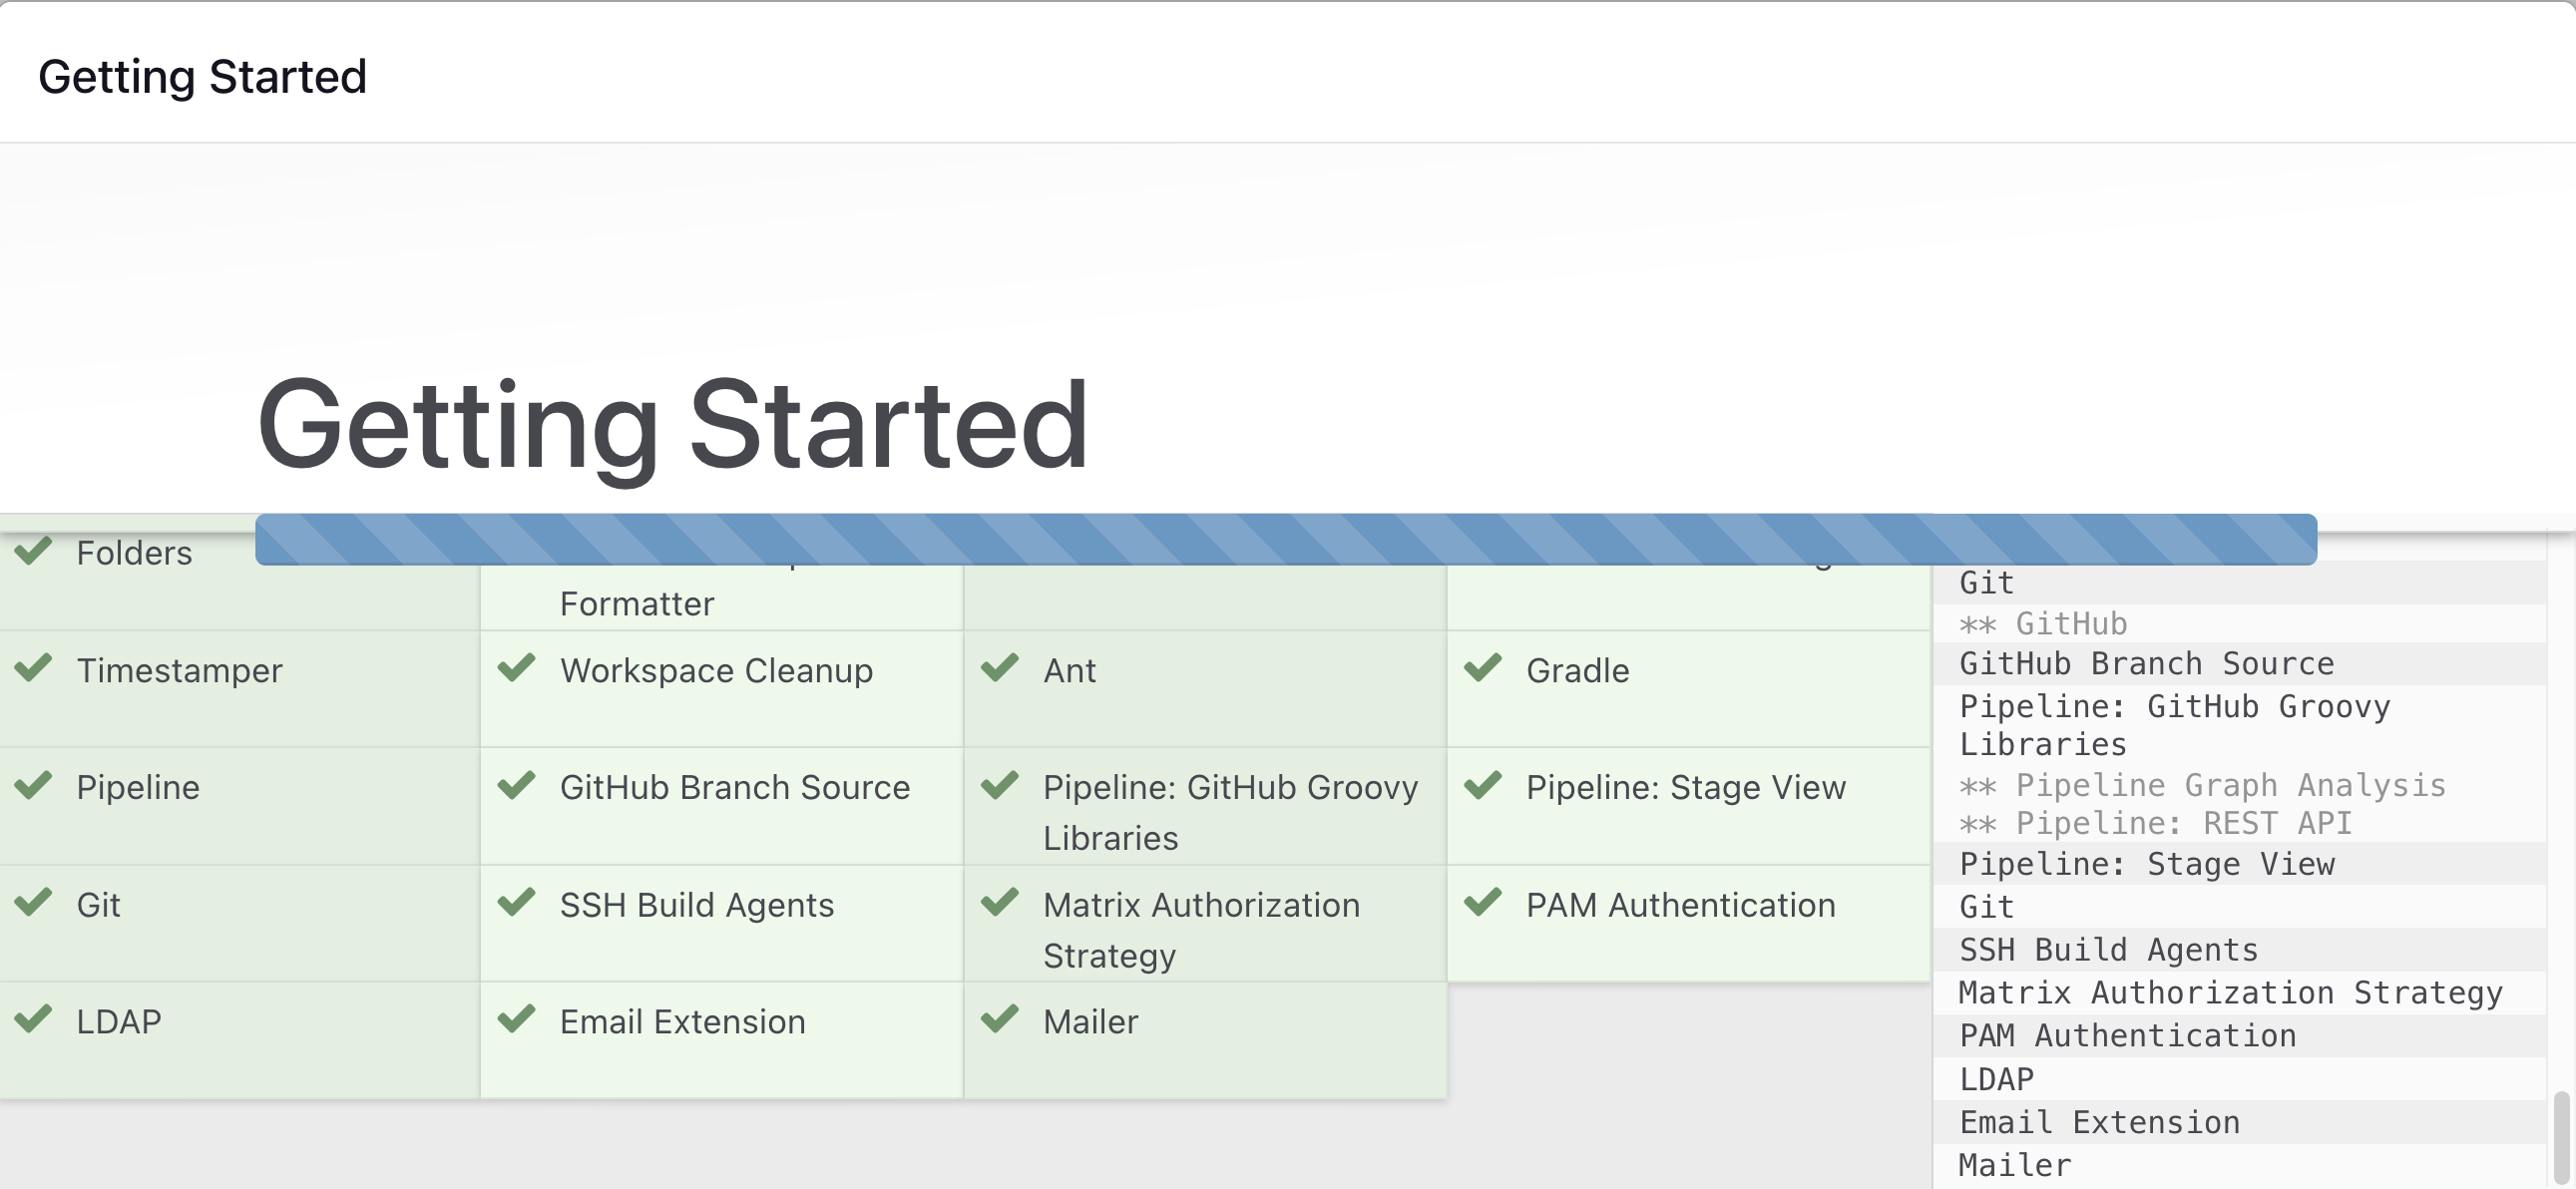 Getting Started
Getting Started
Folders
Formatter
Timestamper
Workspace Cleanup
Ant
Gradle
Pipeline
GitHub Branch Source
Pipeline: GitHub Groovy
Libraries
Pipeline: Stage View
Git
SSH Build Agents
Matrix Authorization
Strategy
PAM Authentication
LDAP
Email Extension
Mailer
Git
** GitHub
GitHub Branch Source
Pipeline: GitHub Groovy
Libraries
** Pipeline Graph Analysis
** Pipeline: REST API
Pipeline: Stage View
Git
SSH Build Agents
Matrix Authorization Strategy
PAM Authentication
LDAP
Email Extension
Mailer